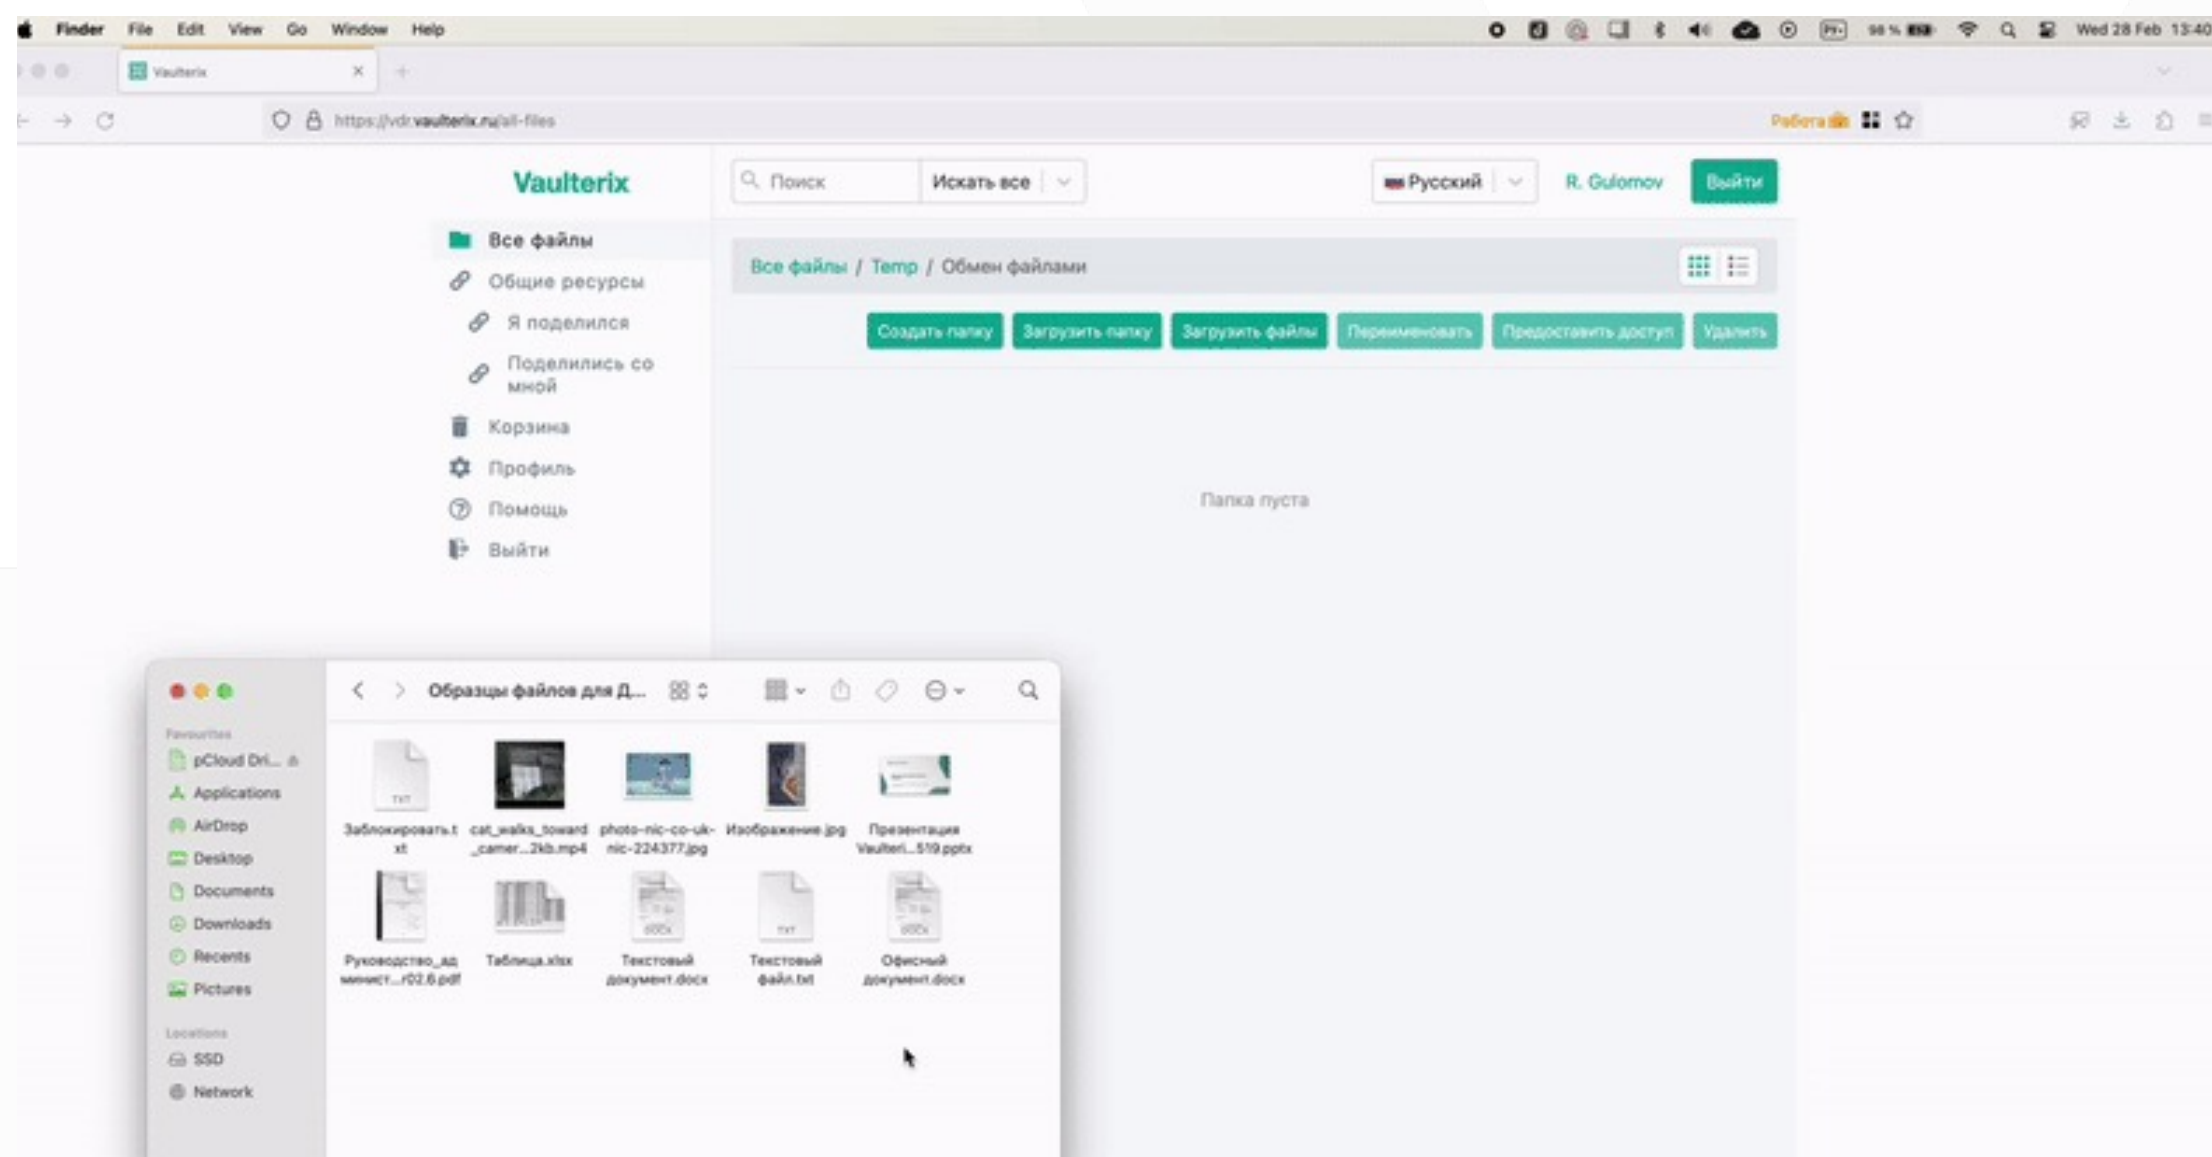 Finder File Edit View Go Window Help
98 % Wed 28 Feb 13:40
Vaulterix
https://vdr.vaulterix.ru/all-files
Работа
Vaulterix
Поиск
Искать все
Русский
R. Gulomov
Выйти
Все файлы
Общие ресурсы
Я поделился
Поделились со
мной
Корзина
Профиль
Помощь
Выйти
Все файлы / Temp / Обмен файлами
Создать папку
Загрузить папку
Загрузить файлы
Переименовать
Предоставить доступ
Удалить
Папка пуста
Образцы файлов для Д...
Favourites
pCloud Dri...
Applications
AirDrop
Desktop
Documents
Downloads
Recents
Pictures
Locations
SSD
Network
TXT
Заблокировать.t
xt
cat_walks_toward
_camer...2kb.mp4
photo-nic-co-uk-
nic-224377.jpg
Изображение.jpg
Презентация
Vaulteri...519.pptx
Руководство_ад
минист...r02.6.pdf
Таблица.xlsx
DOCX
Текстовый
документ.docx
TXT
Текстовый
файл.txt
DOCX
Офисный
документ.docx